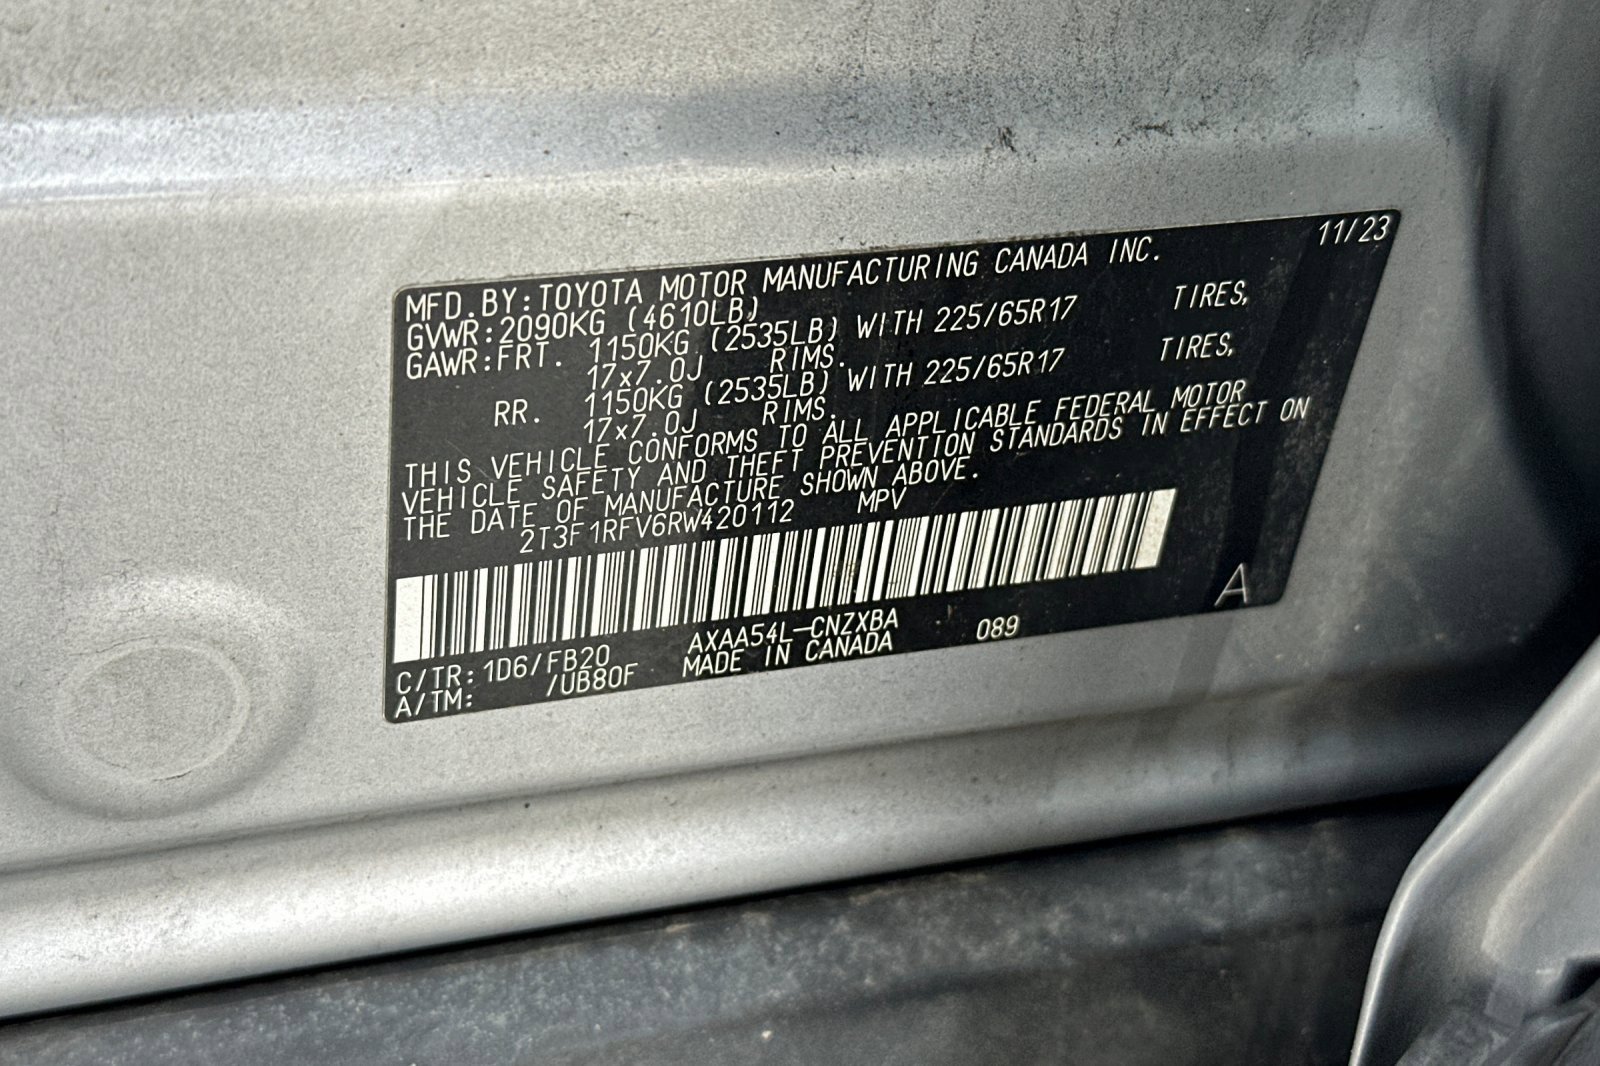 11/23
MFD.BY:TOYOTA MOTOR MANUFACTURING CANADA INC.
GVWR:2090KG (4610LB)
GAWR:FRT. 1150KG (2535LB) WITH 225/65R17 TIRES,
17x7.0J RIMS.
RR. 1150KG (2535LB) WITH 225/65R17 TIRES,
17x7.0J RIMS.
THIS VEHICLE CONFORMS TO ALL APPLICABLE FEDERAL MOTOR
VEHICLE SAFETY AND THEFT PREVENTION STANDARDS IN EFFECT ON
THE DATE OF MANUFACTURE SHOWN ABOVE.
2T3F1RFV6RW420112 MPV
C/TR:1D6/FB20 AXAA54L-CNZXBA 089 A
A/TM: /UB80F MADE IN CANADA